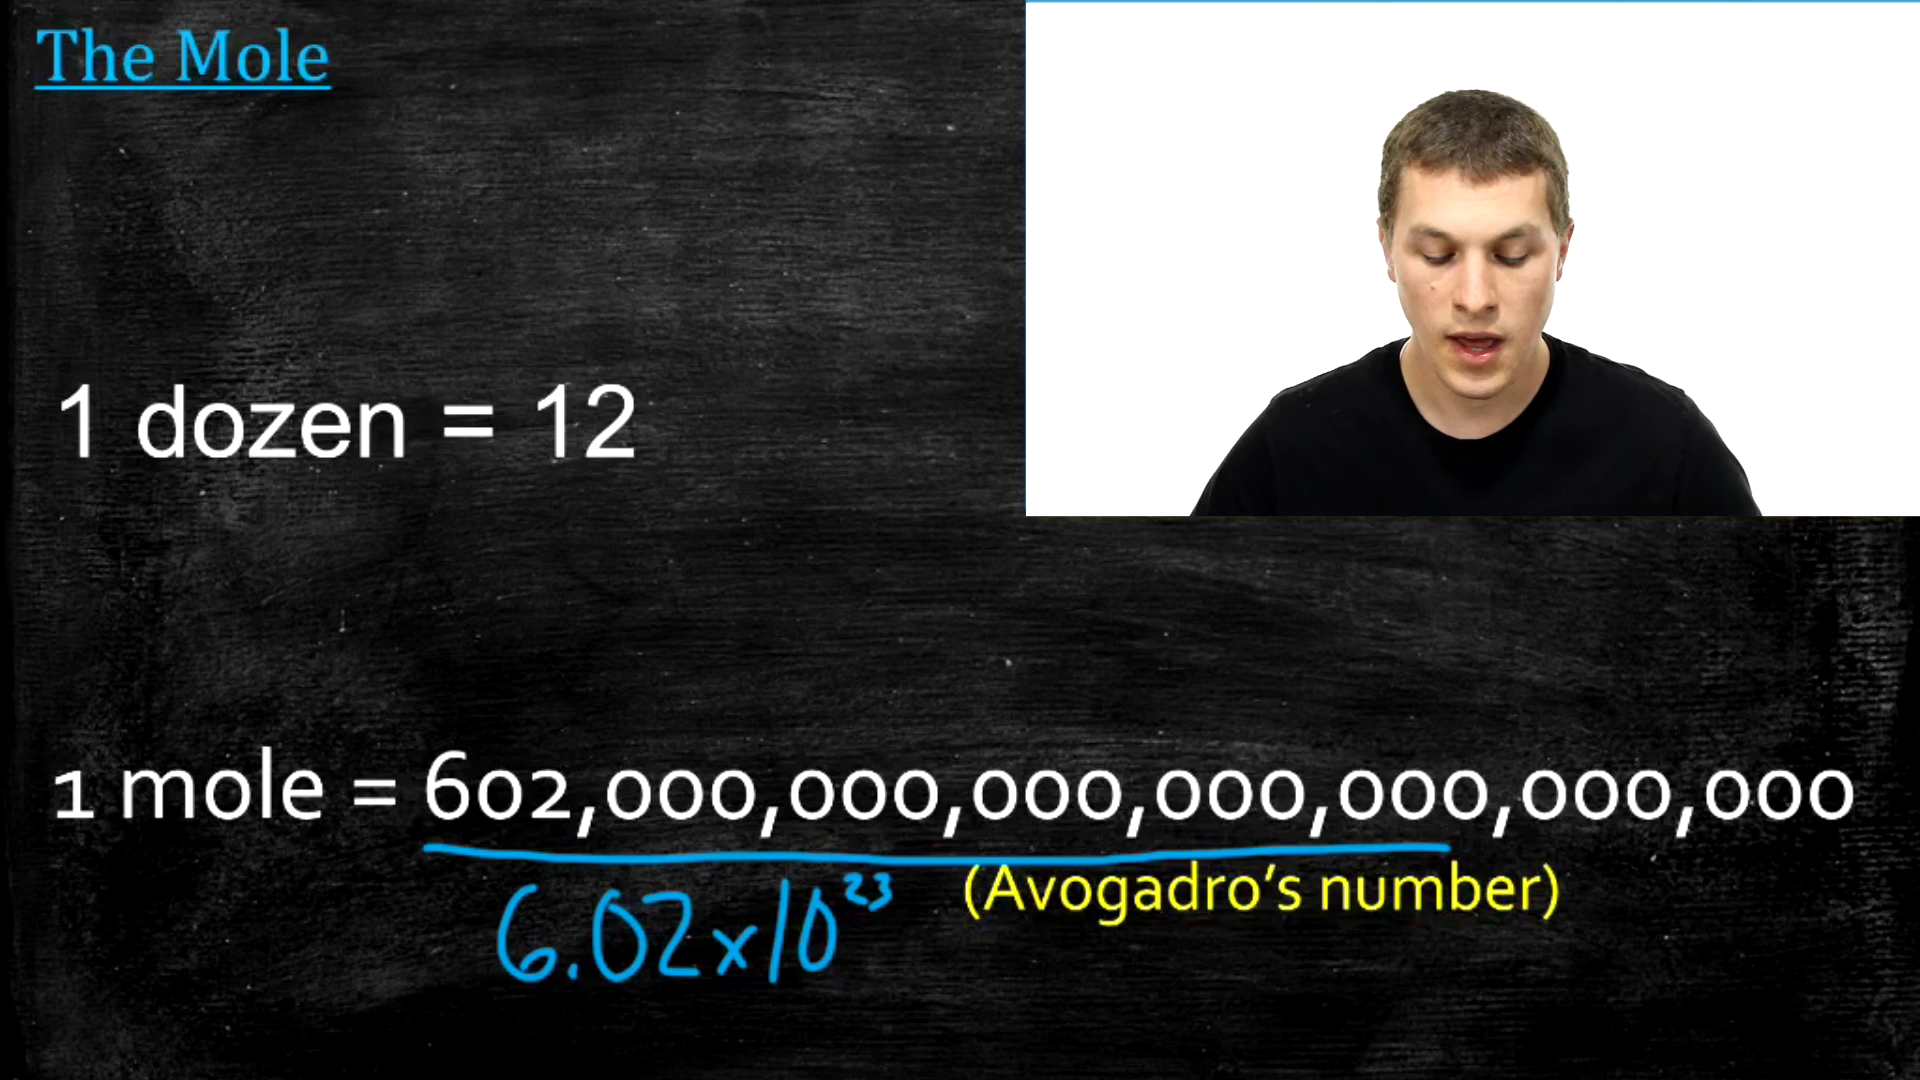 The Mole
1 dozen = 12
1 mole = 602,000,000,000,000,000,000,000
6.02x10²³
(Avogadro's number)